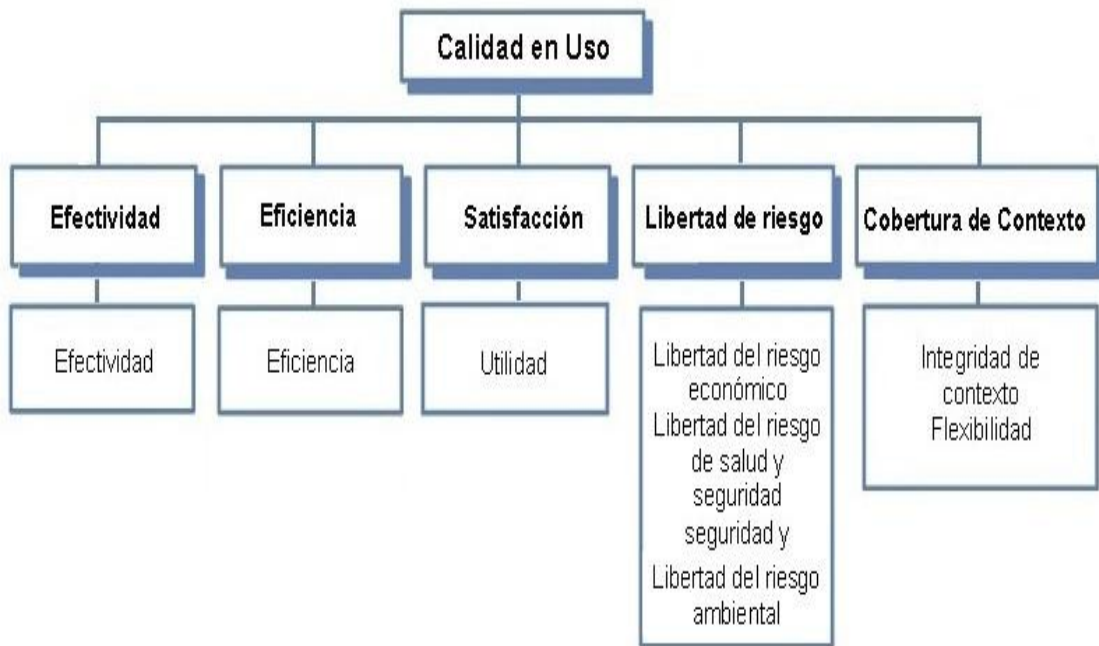 Calidad en Uso
Efectividad
Eficiencia
Satisfacción
Libertad de riesgo
Cobertura de Contexto
Efectividad
Eficiencia
Utilidad
Libertad del riesgo
económico
Libertad del riesgo
de salud y
seguridad
seguridad y
Libertad del riesgo
ambiental
Integridad de
contexto
Flexibilidad